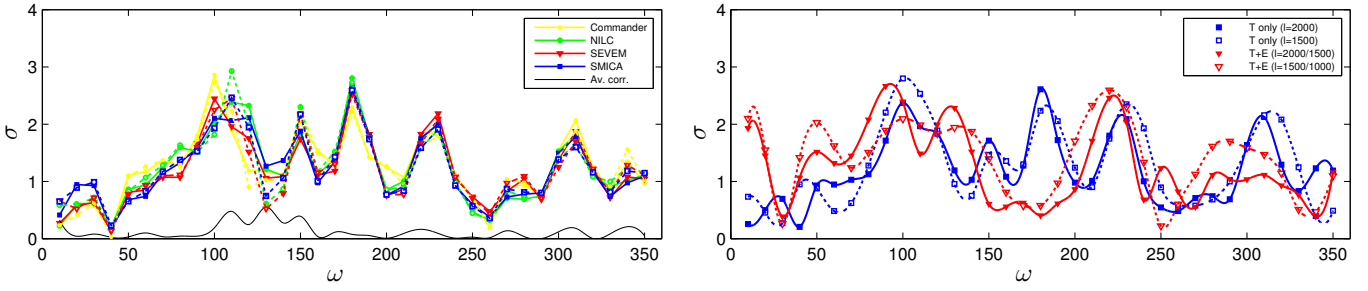 4
3
2
1
0
σ
0
50
100
150
200
250
300
350
ω
Commander
NILC
SEVEM
SMICA
Av. corr.
4
3
2
1
0
σ
0
50
100
150
200
250
300
350
ω
T only (l=2000)
T only (l=1500)
T+E (l=2000/1500)
T+E (l=1500/1000)